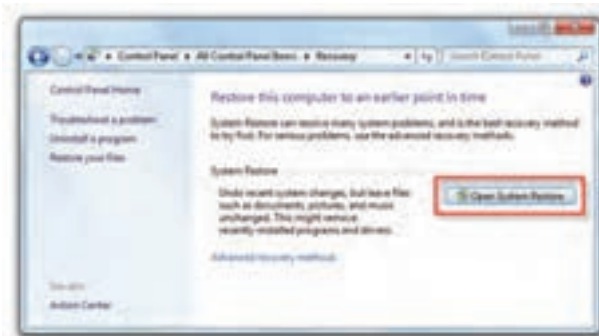 Control Panel ▸ All Control Panel Items ▸ Recovery
Search Control Panel
Control Panel Home
Troubleshoot a problem
Uninstall a program
Restore your files
See also
Action Center
Restore this computer to an earlier point in time
System Restore can resolve many system problems, and is the best recovery method
to try first. For serious problems, use the advanced recovery methods.
System Restore
Undo recent system changes, but leave files
such as documents, pictures, and music
unchanged. This might remove
recently-installed programs and drivers.
Open System Restore
Advanced recovery methods